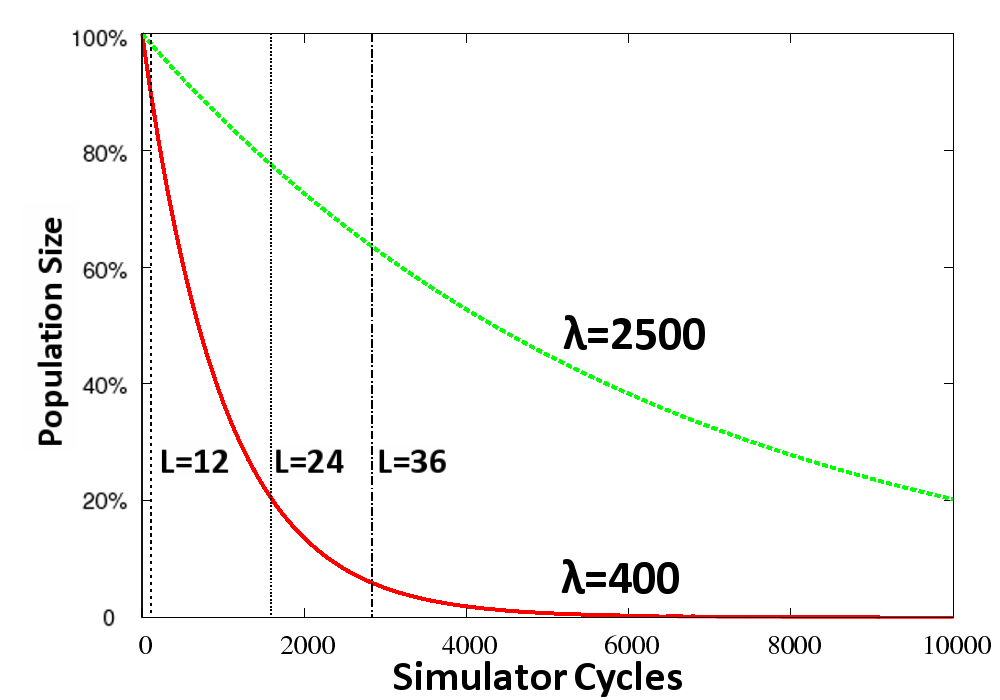 100%
80%
60%
40%
20%
0
Population Size
λ=2500
L=12
L=24
L=36
λ=400
0
2000
4000
6000
8000
10000
Simulator Cycles